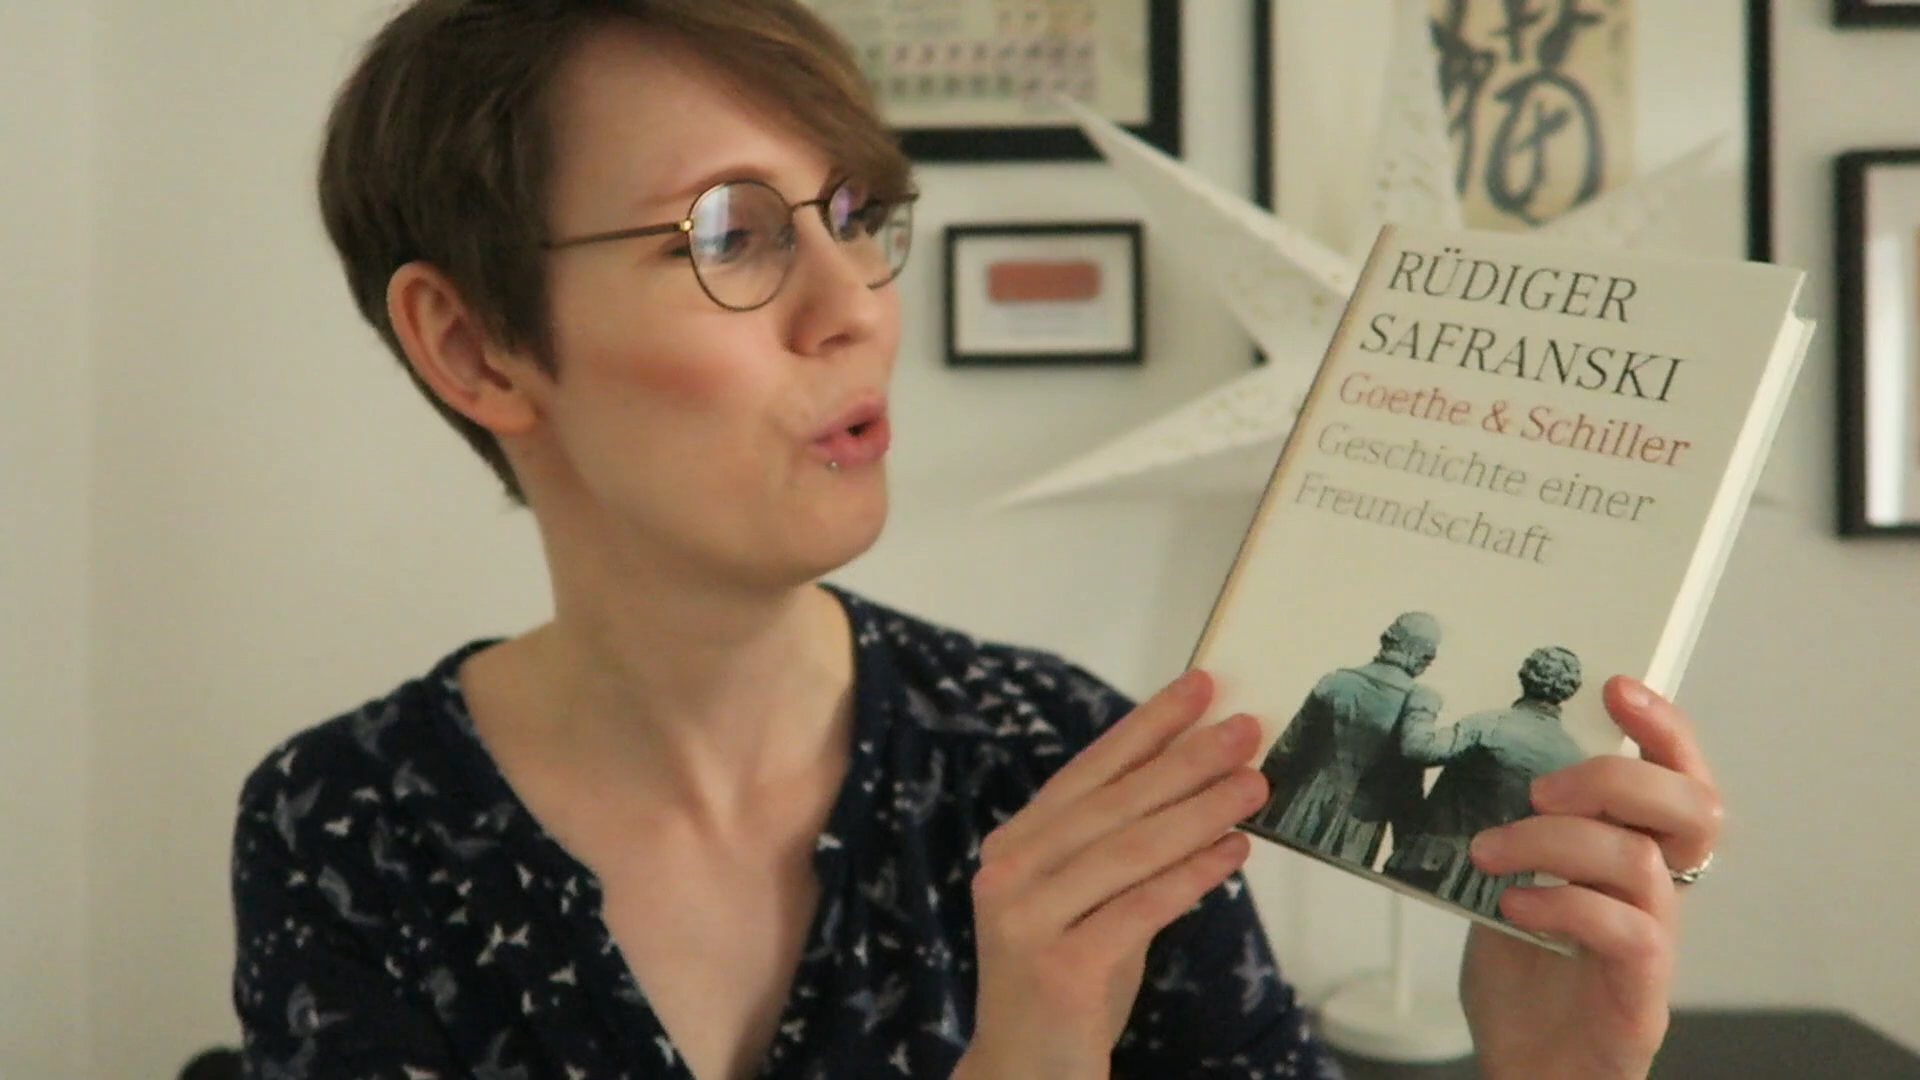 RÜDIGER
SAFRANSKI
Goethe & Schiller
Geschichte einer
Freundschaft